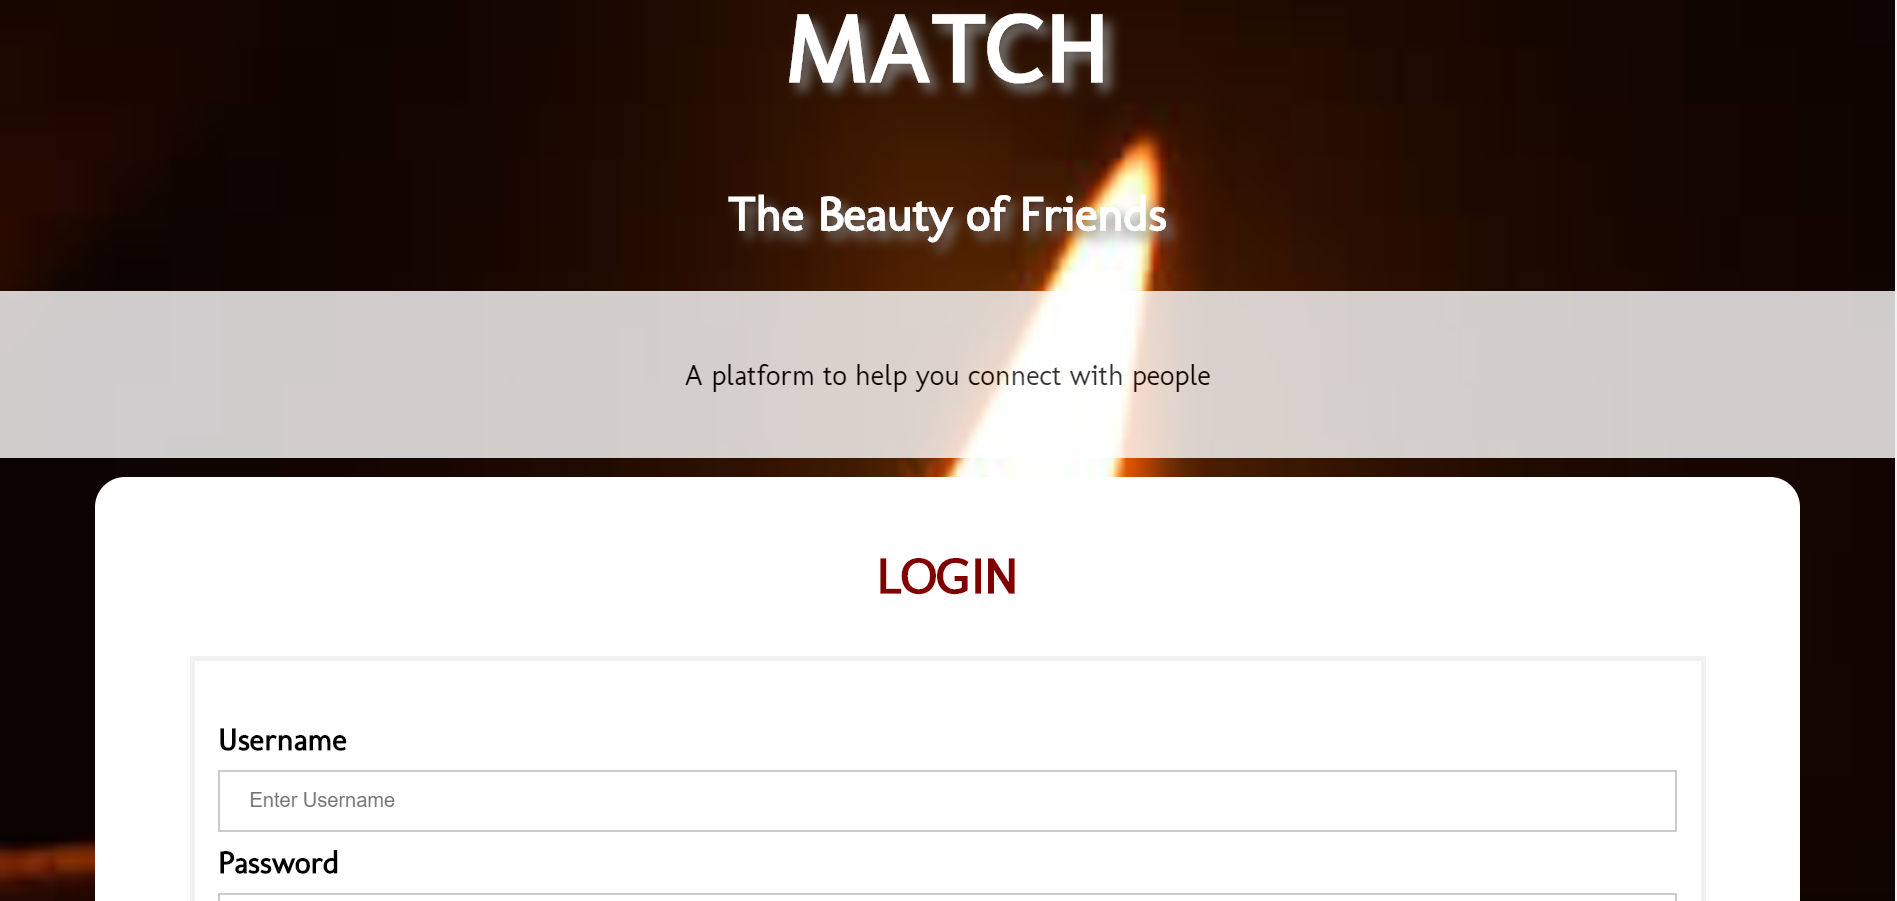 MATCH
The Beauty of Friends
A platform to help you connect with people
LOGIN
Username
Enter Username
Password